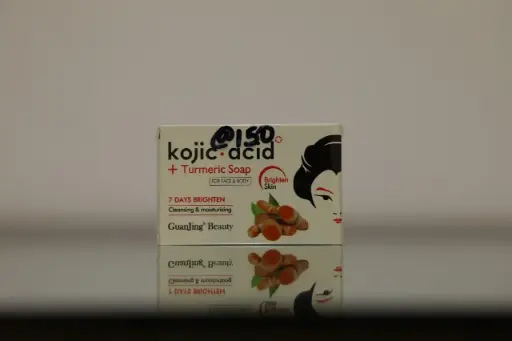 @150
kojic·acid
+ Turmeric Soap
FOR FACE & BODY
Brighten
Skin
7 DAYS BRIGHTEN
Cleansing & moisturizing
Guanjing® Beauty